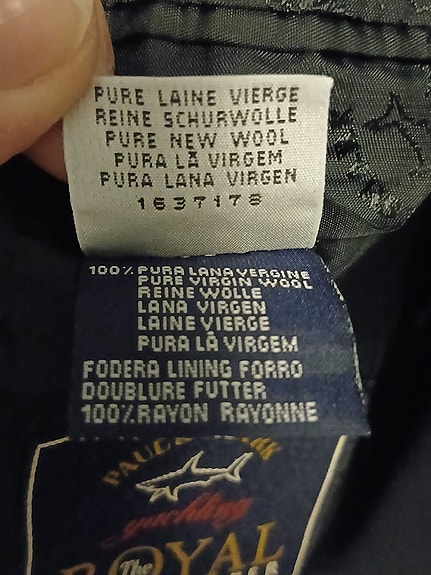 PURE LAINE VIERGE
REINE SCHURWOLLE
PURE NEW WOOL
PURA LÃ VIRGEM
PURA LANA VIRGEN
1637178
100% PURA LANA VERGINE
PURE VIRGIN WOOL
REINE WOLLE
LANA VIRGEN
LAINE VIERGE
PURA LÃ VIRGEM
FODERA LINING FORRO
DOUBLURE FUTTER
100% RAYON RAYONNE
yachting
The
ROYAL